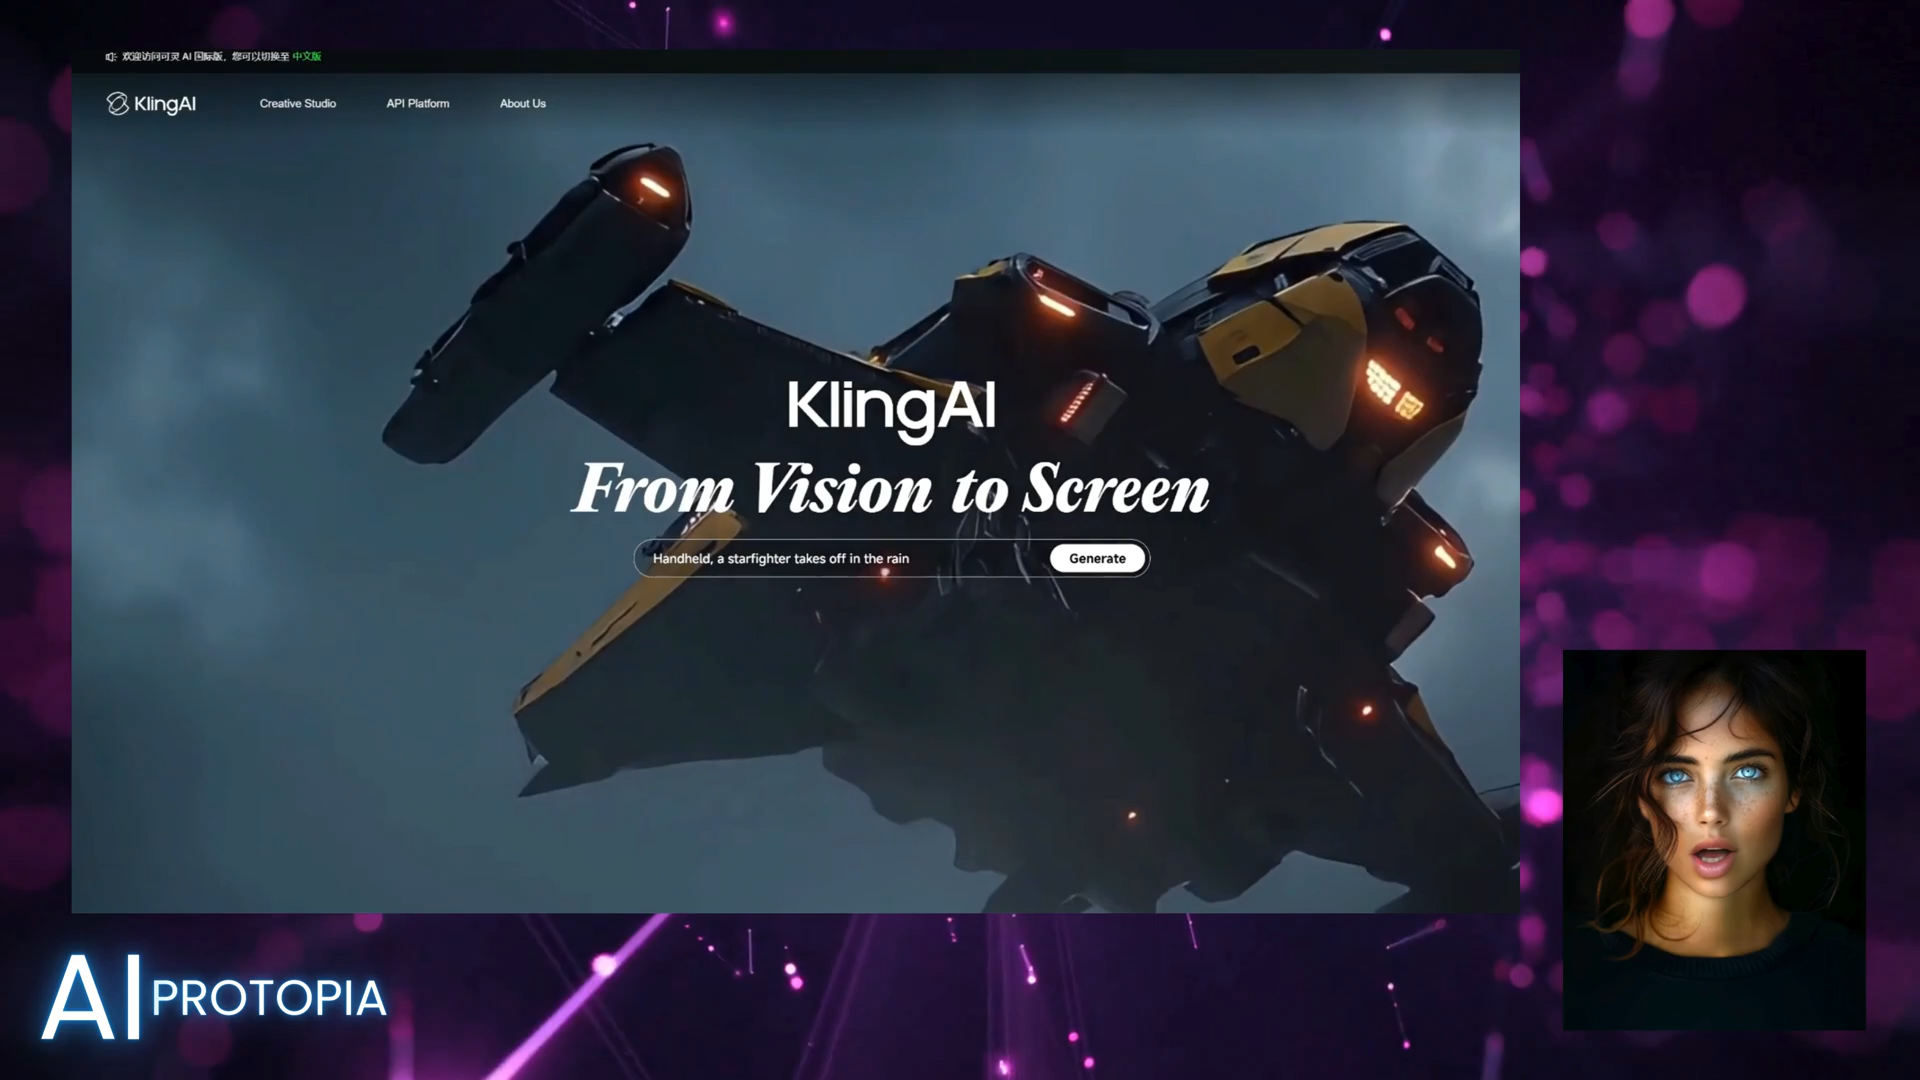 欢迎访问可灵 AI 国际版，您可以切换至 中文版
KlingAI
Creative Studio
API Platform
About Us
KlingAI
From Vision to Screen
Handheld, a starfighter takes off in the rain
Generate
AI PROTOPIA